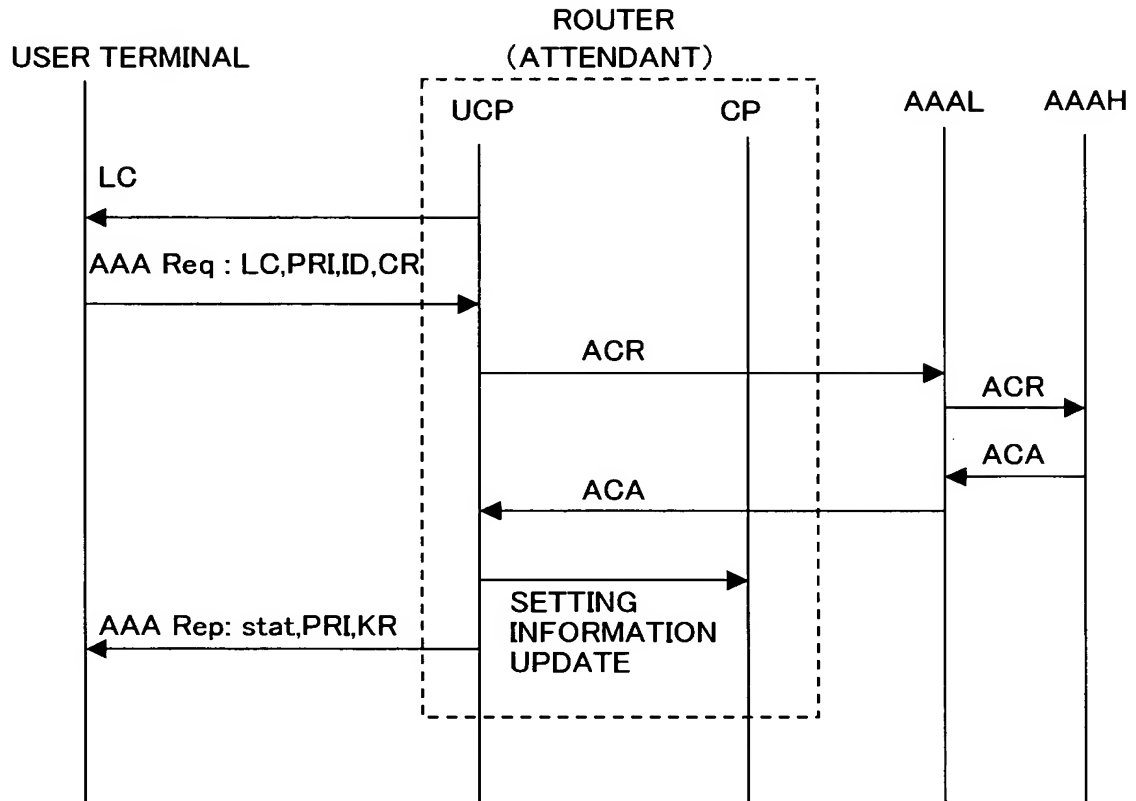 ROUTER
(ATTENDANT)
USER TERMINAL
UCP
CP
AAAL
AAAH
LC
AAA Req : LC,PRI,ID,CR
ACR
ACR
ACA
ACA
SETTING
INFORMATION
UPDATE
AAA Rep: stat,PRI,KR